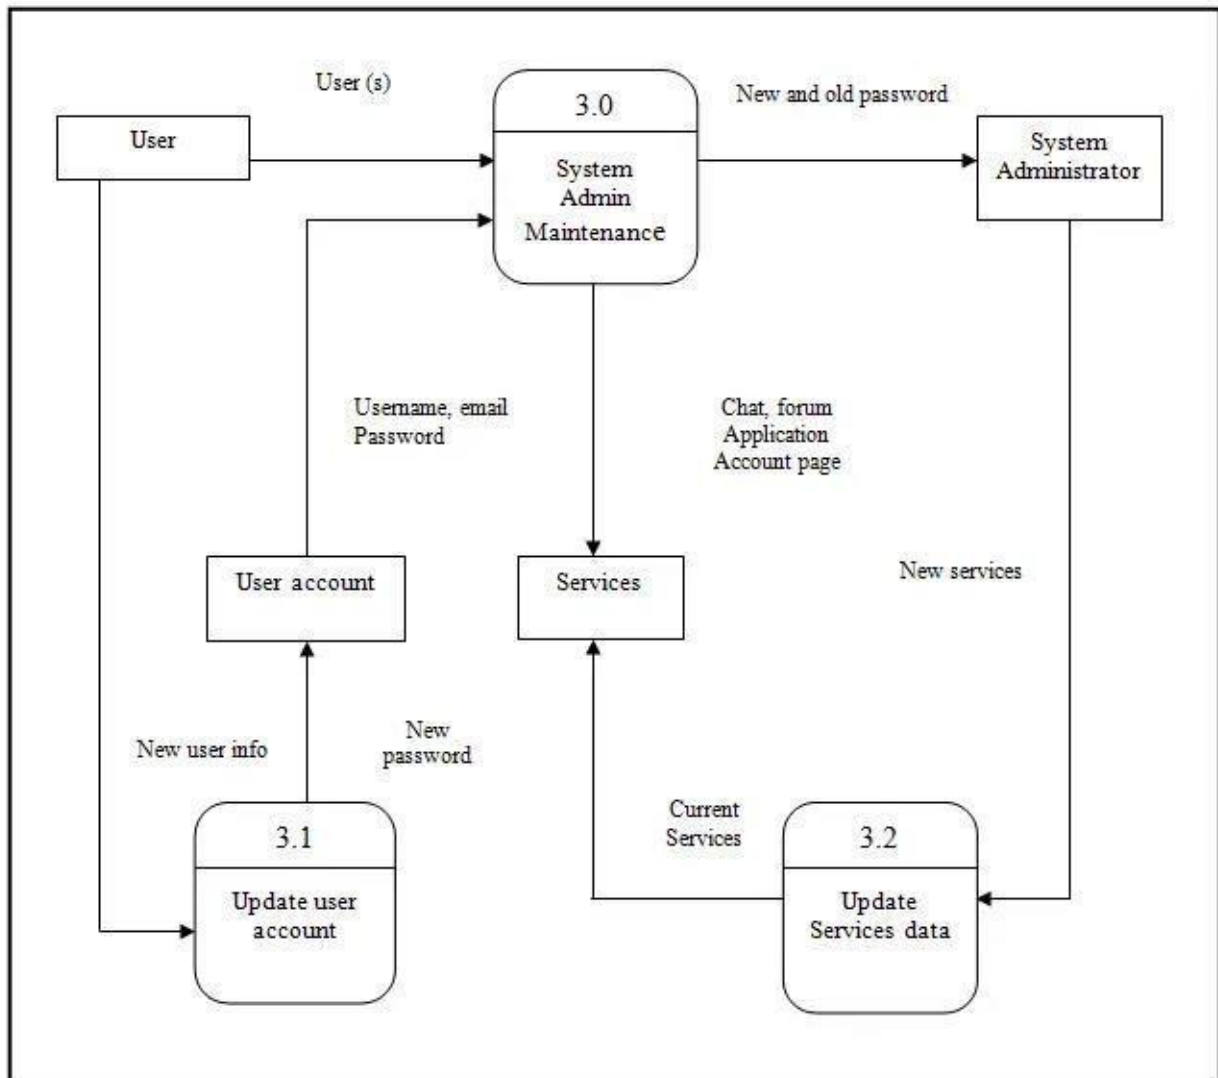 User (s)
3.0
New and old password
User
System
Admin
Maintenance
System
Administrator
Username, email
Password
Chat, forum
Application
Account page
User account
Services
New services
New user info
New
password
Current
Services
3.1
Update user
account
3.2
Update
Services data